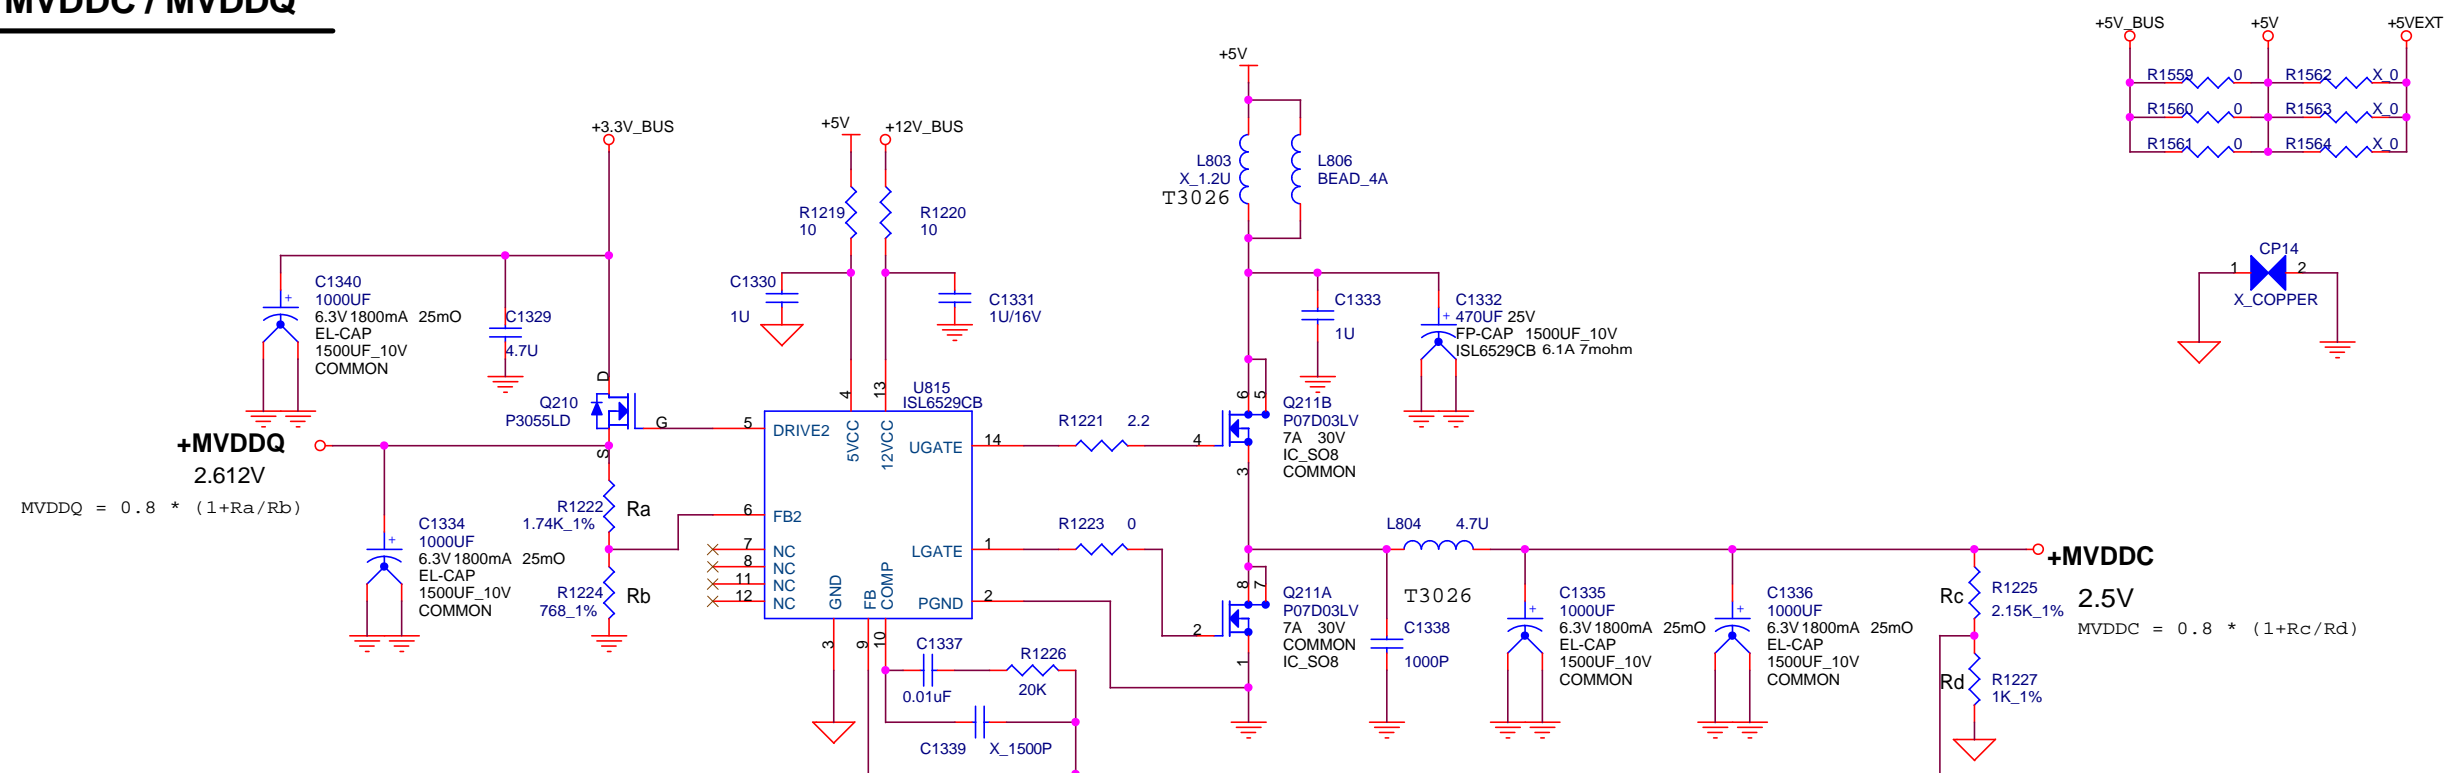 MVDDC / MVDDQ
+5V_BUS
+5V
+5VEXT
R1559
0
R1562
X_0
R1560
0
R1563
X_0
R1561
0
R1564
X_0
CP14
1
2
X_COPPER
+5V
L803
X_1.2U
T3026
L806
BEAD_4A
+3.3V_BUS
+5V
+12V_BUS
R1219
10
R1220
10
C1340
1000UF
6.3V 1800mA 25mO
EL-CAP
1500UF_10V
COMMON
+
C1329
4.7U
C1330
1U
C1331
1U/16V
C1333
1U
C1332
+ 470UF 25V
FP-CAP 1500UF_10V
ISL6529CB 6.1A 7mohm
D
Q210
P3055LD
G
S
+MVDDQ
2.612V
MVDDQ = 0.8 * (1+Ra/Rb)
C1334
1000UF
6.3V 1800mA 25mO
EL-CAP
1500UF_10V
COMMON
+
R1222
1.74K_1%
Ra
R1224
768_1%
Rb
U815
ISL6529CB
4
13
5
DRIVE2
5VCC
12VCC
UGATE
14
6
FB2
7
NC
8
NC
11
NC
12
NC
LGATE
1
PGND
2
GND
FB
COMP
3
9
10
R1221 2.2
R1223 0
C1337
0.01uF
R1226
20K
C1339 X_1500P
6
5
4
3
Q211B
P07D03LV
7A 30V
IC_SO8
COMMON
8
7
2
1
Q211A
P07D03LV
7A 30V
COMMON
IC_SO8
L804 4.7U
T3026
C1338
1000P
C1335
1000UF
6.3V 1800mA 25mO
EL-CAP
1500UF_10V
COMMON
+
C1336
1000UF
6.3V 1800mA 25mO
EL-CAP
1500UF_10V
COMMON
+
+MVDDC
2.5V
MVDDC = 0.8 * (1+Rc/Rd)
Rc
R1225
2.15K_1%
Rd
R1227
1K_1%